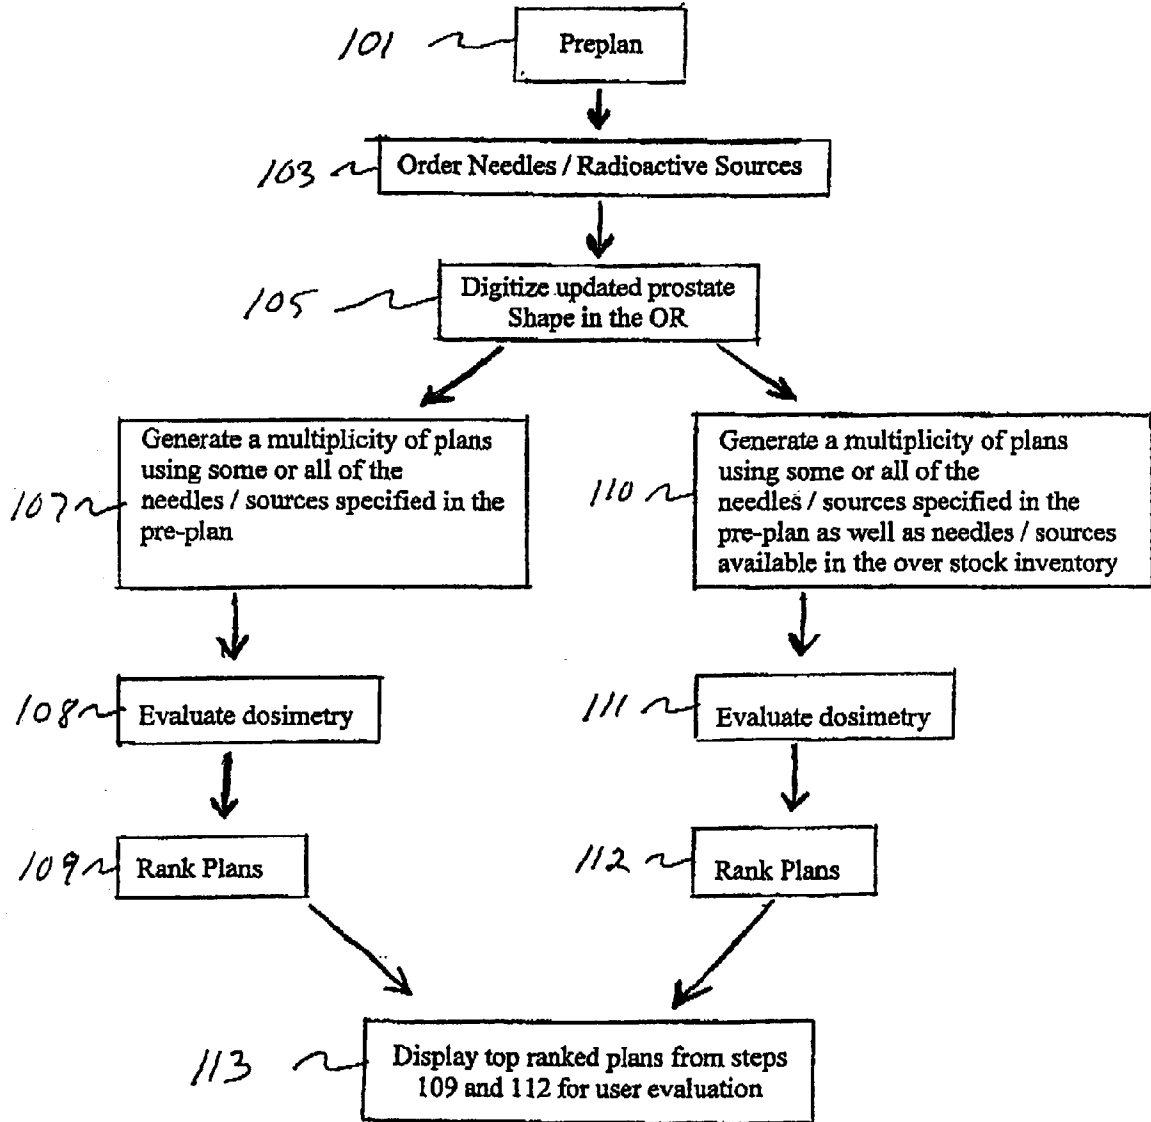 101
Preplan
103
Order Needles / Radioactive Sources
105
Digitize updated prostate
Shape in the OR
107
Generate a multiplicity of plans
using some or all of the
needles / sources specified in the
pre-plan
110
Generate a multiplicity of plans
using some or all of the
needles / sources specified in the
pre-plan as well as needles / sources
available in the over stock inventory
108
Evaluate dosimetry
111
Evaluate dosimetry
109
Rank Plans
112
Rank Plans
113
Display top ranked plans from steps
109 and 112 for user evaluation